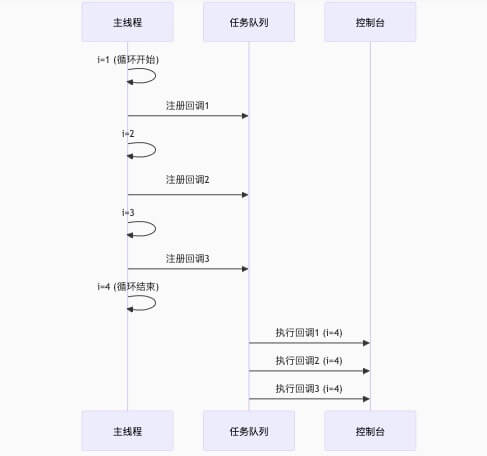 主线程
任务队列
控制台
i=1 (循环开始)
注册回调1
i=2
注册回调2
i=3
注册回调3
i=4 (循环结束)
执行回调1 (i=4)
执行回调2 (i=4)
执行回调3 (i=4)
主线程
任务队列
控制台